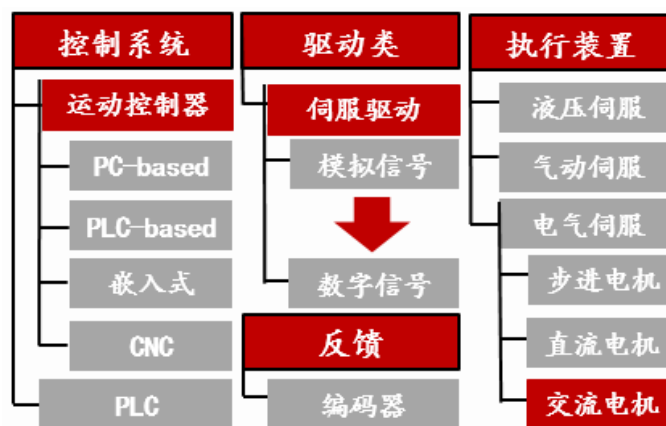 控制系统
运动控制器
PC-based
PLC-based
嵌入式
CNC
PLC
驱动类
伺服驱动
模拟信号
数字信号
反馈
编码器
执行装置
液压伺服
气动伺服
电气伺服
步进电机
直流电机
交流电机